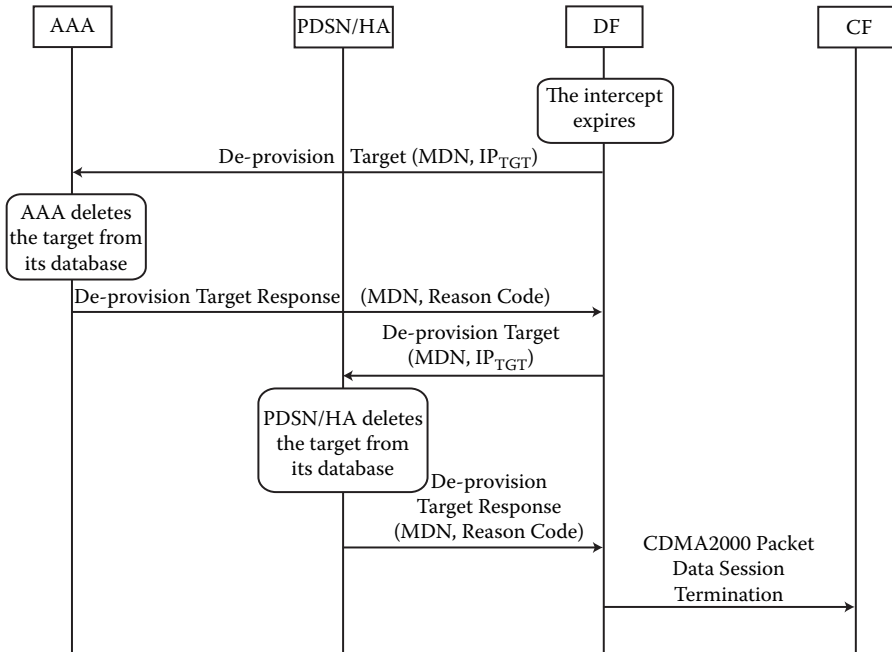 AAA
PDSN/HA
DF
CF
The intercept
expires
De-provision Target (MDN, IP_TGT)
AAA deletes
the target from
its database
De-provision Target Response (MDN, Reason Code)
De-provision Target
(MDN, IP_TGT)
PDSN/HA deletes
the target from
its database
De-provision
Target Response
(MDN, Reason Code)
CDMA2000 Packet
Data Session
Termination